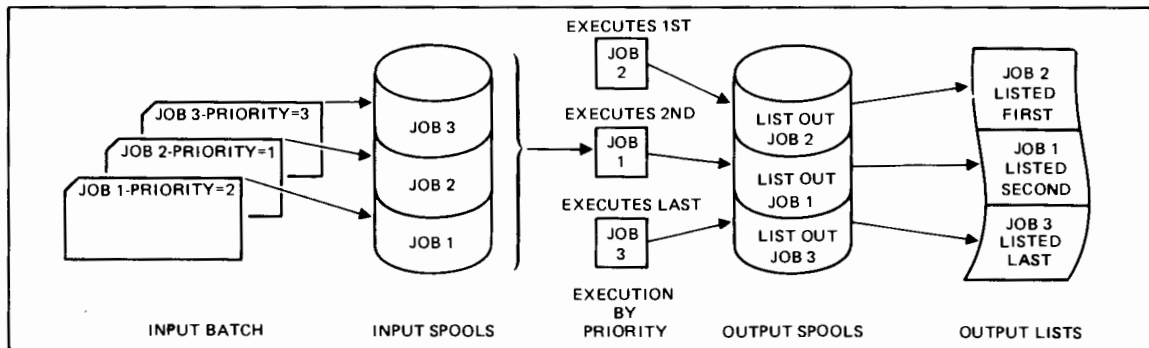 JOB 3-PRIORITY=3
JOB 2-PRIORITY=1
JOB 1-PRIORITY=2
INPUT BATCH
JOB 3
JOB 2
JOB 1
INPUT SPOOLS
EXECUTES 1ST
JOB
2
EXECUTES 2ND
JOB
1
EXECUTES LAST
JOB
3
EXECUTION
BY
PRIORITY
LIST OUT
JOB 2
LIST OUT
JOB 1
LIST OUT
JOB 3
OUTPUT SPOOLS
JOB 2
LISTED
FIRST
JOB 1
LISTED
SECOND
JOB 3
LISTED
LAST
OUTPUT LISTS